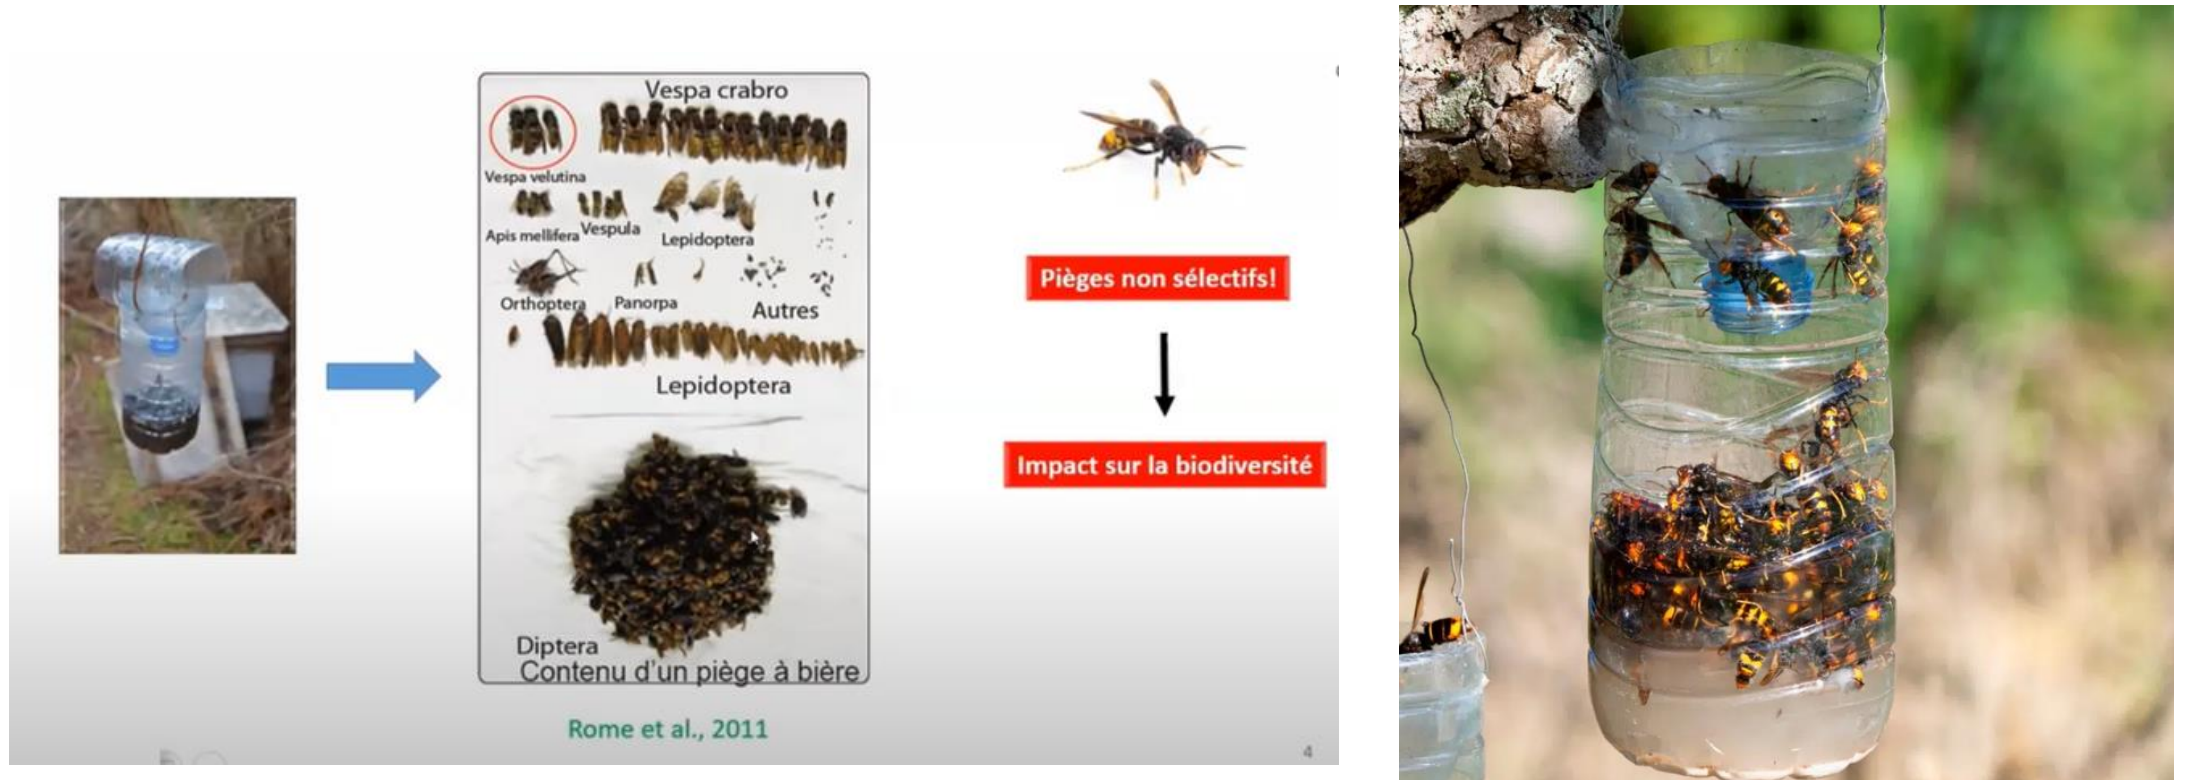 Vespa crabro
Vespa velutina
Apis mellifera
Vespula
Lepidoptera
Orthoptera
Panorpa
Autres
Lepidoptera
Diptera
Contenu d'un piège à bière
Rome et al., 2011
Pièges non sélectifs!
Impact sur la biodiversité
4